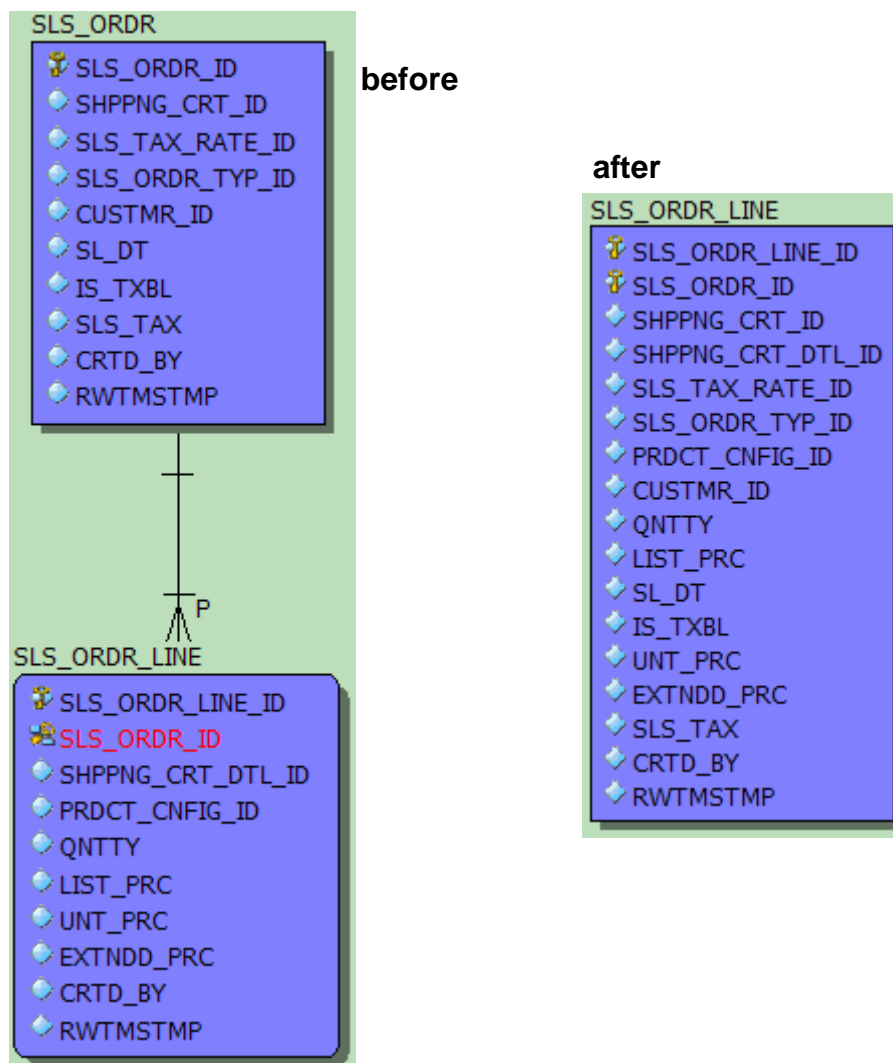 SLS_ORDR
SLS_ORDR_ID
SHPPNG_CRT_ID
SLS_TAX_RATE_ID
SLS_ORDR_TYP_ID
CUSTMR_ID
SL_DT
IS_TXBL
SLS_TAX
CRTD_BY
RWTMSTMP
before
P
SLS_ORDR_LINE
SLS_ORDR_LINE_ID
SLS_ORDR_ID
SHPPNG_CRT_DTL_ID
PRDCT_CNFIG_ID
QNTTY
LIST_PRC
UNT_PRC
EXTNDD_PRC
CRTD_BY
RWTMSTMP
after
SLS_ORDR_LINE
SLS_ORDR_LINE_ID
SLS_ORDR_ID
SHPPNG_CRT_ID
SHPPNG_CRT_DTL_ID
SLS_TAX_RATE_ID
SLS_ORDR_TYP_ID
PRDCT_CNFIG_ID
CUSTMR_ID
QNTTY
LIST_PRC
SL_DT
IS_TXBL
UNT_PRC
EXTNDD_PRC
SLS_TAX
CRTD_BY
RWTMSTMP